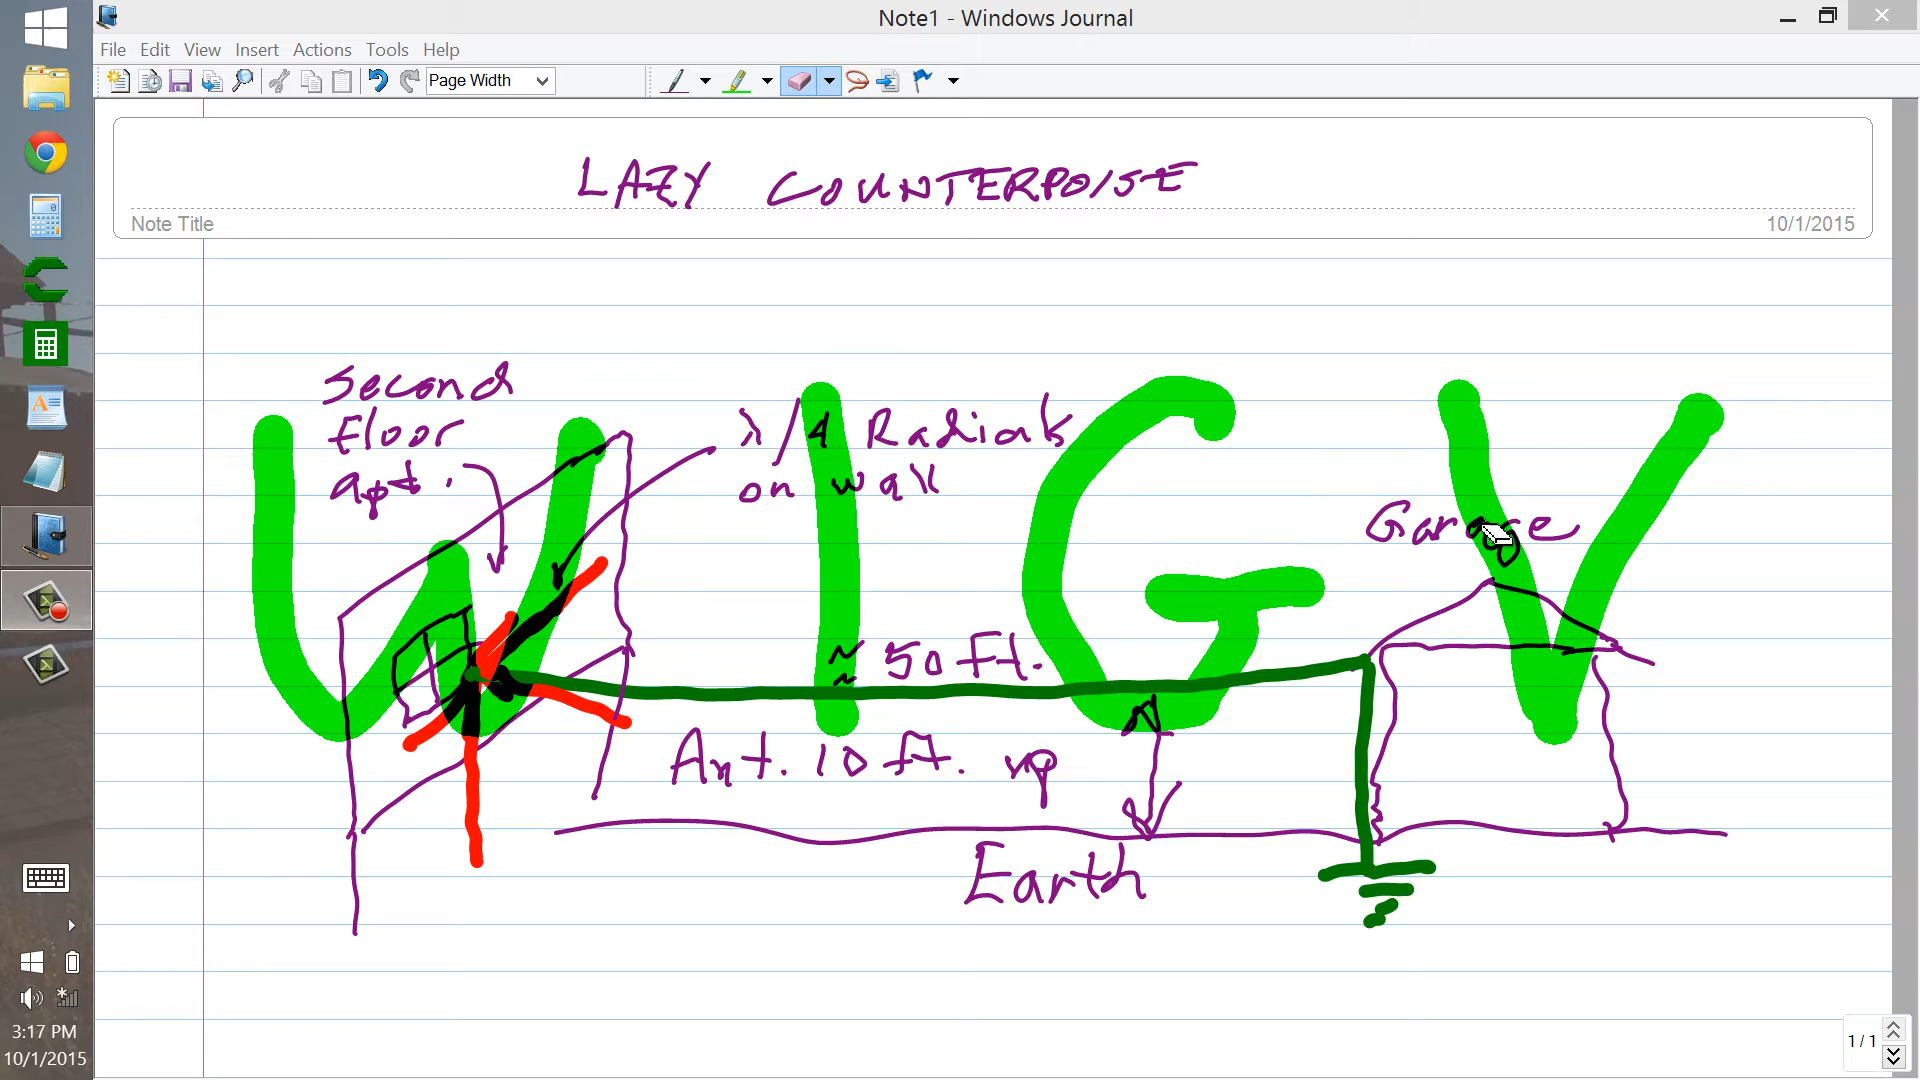 Note1 - Windows Journal
File Edit View Insert Actions Tools Help
Page Width
LAZY COUNTERPOISE
Note Title
10/1/2015
Second
Floor
apt.
λ/4 Radials
on wall
W1GV
Garage
≈ 50 Ft.
Ant. 10 ft. up
Earth
3:17 PM
10/1/2015
1 / 1